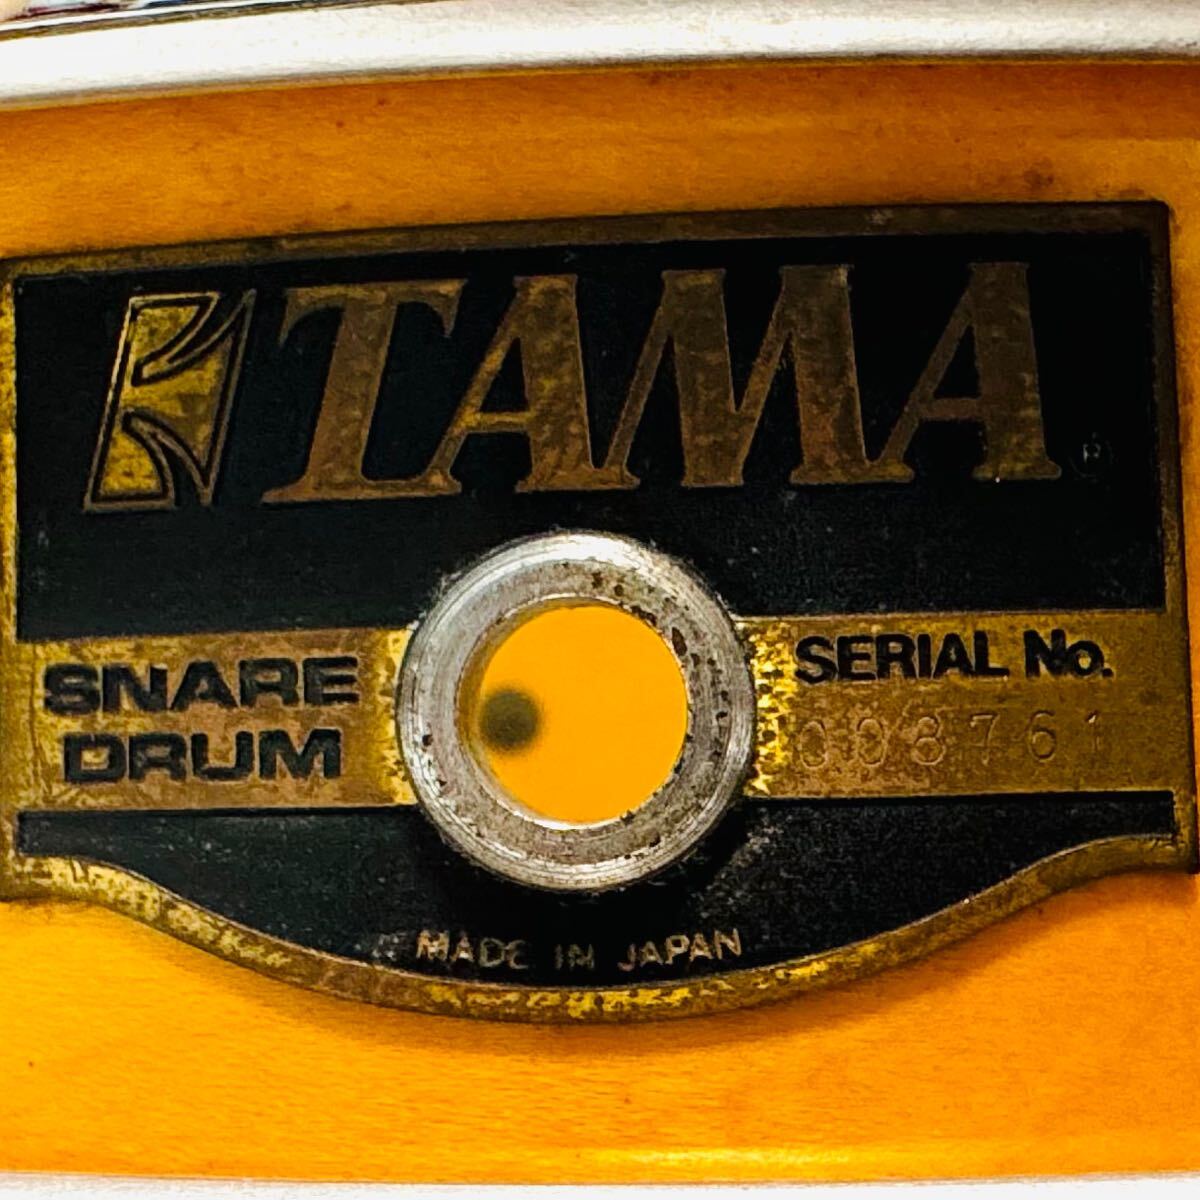 TAMA®
SNARE
DRUM
SERIAL No.
008761
MADE IN JAPAN